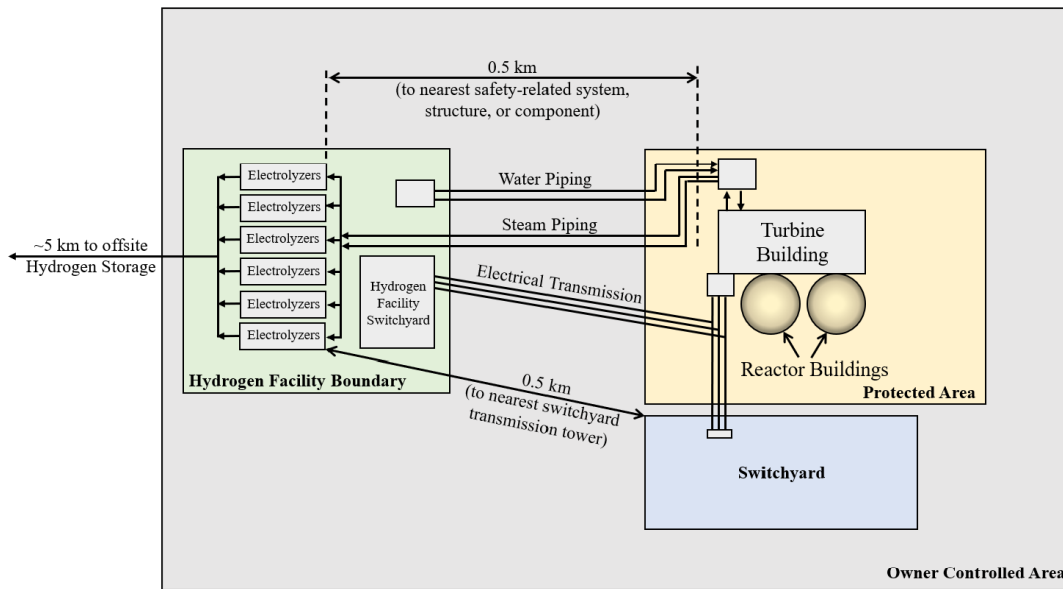 0.5 km
(to nearest safety-related system,
structure, or component)
Electrolyzers
Electrolyzers
Electrolyzers
Electrolyzers
Electrolyzers
Electrolyzers
Water Piping
Steam Piping
Turbine
Building
~5 km to offsite
Hydrogen Storage
Hydrogen
Facility
Switchyard
Electrical Transmission
Reactor Buildings
Hydrogen Facility Boundary
Protected Area
0.5 km
(to nearest switchyard
transmission tower)
Switchyard
Owner Controlled Area